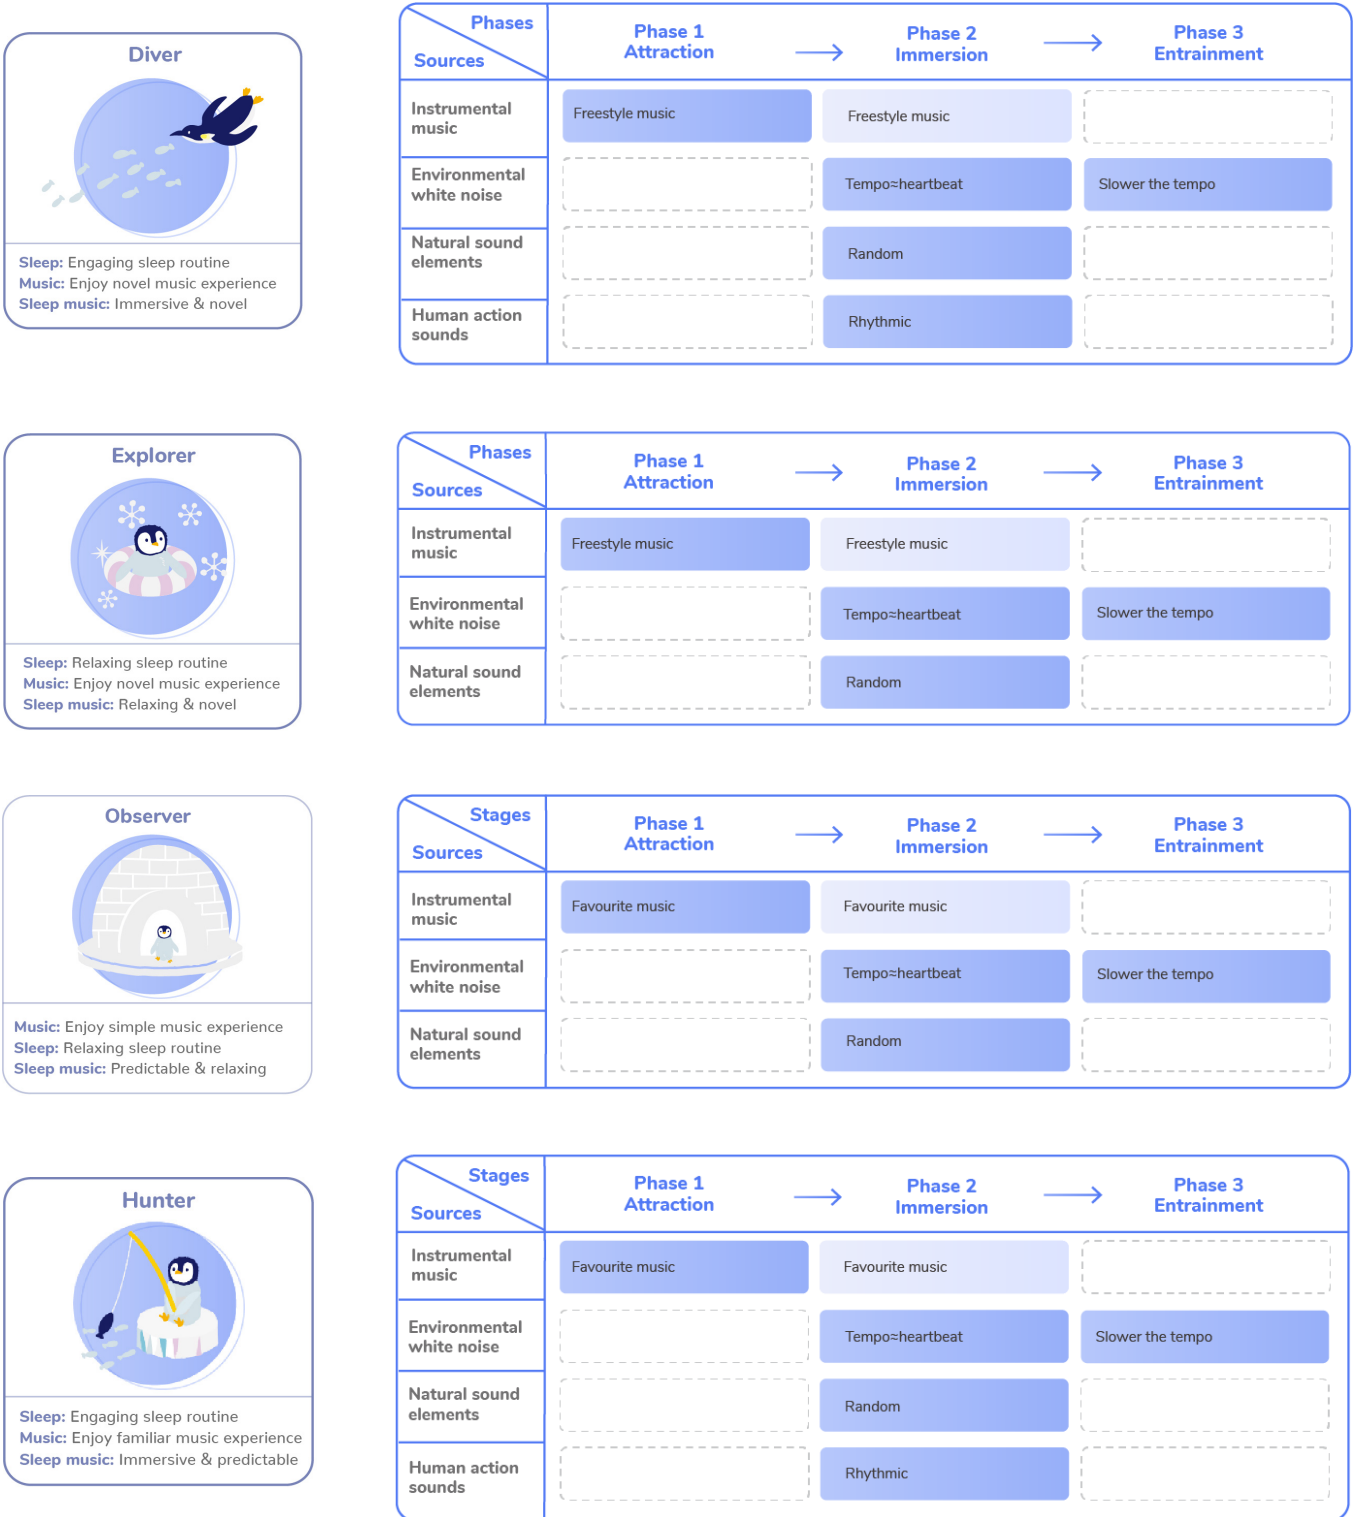 Diver
Sleep: Engaging sleep routine
Music: Enjoy novel music experience
Sleep music: Immersive & novel
Phases
Sources
Phase 1
Attraction
Phase 2
Immersion
Phase 3
Entrainment
Instrumental
music
Freestyle music
Freestyle music
Environmental
white noise
Tempo≈heartbeat
Slower the tempo
Natural sound
elements
Random
Human action
sounds
Rhythmic
Explorer
Sleep: Relaxing sleep routine
Music: Enjoy novel music experience
Sleep music: Relaxing & novel
Phases
Sources
Phase 1
Attraction
Phase 2
Immersion
Phase 3
Entrainment
Instrumental
music
Freestyle music
Freestyle music
Environmental
white noise
Tempo≈heartbeat
Slower the tempo
Natural sound
elements
Random
Observer
Music: Enjoy simple music experience
Sleep: Relaxing sleep routine
Sleep music: Predictable & relaxing
Stages
Sources
Phase 1
Attraction
Phase 2
Immersion
Phase 3
Entrainment
Instrumental
music
Favourite music
Favourite music
Environmental
white noise
Tempo≈heartbeat
Slower the tempo
Natural sound
elements
Random
Hunter
Sleep: Engaging sleep routine
Music: Enjoy familiar music experience
Sleep music: Immersive & predictable
Stages
Sources
Phase 1
Attraction
Phase 2
Immersion
Phase 3
Entrainment
Instrumental
music
Favourite music
Favourite music
Environmental
white noise
Tempo≈heartbeat
Slower the tempo
Natural sound
elements
Random
Human action
sounds
Rhythmic